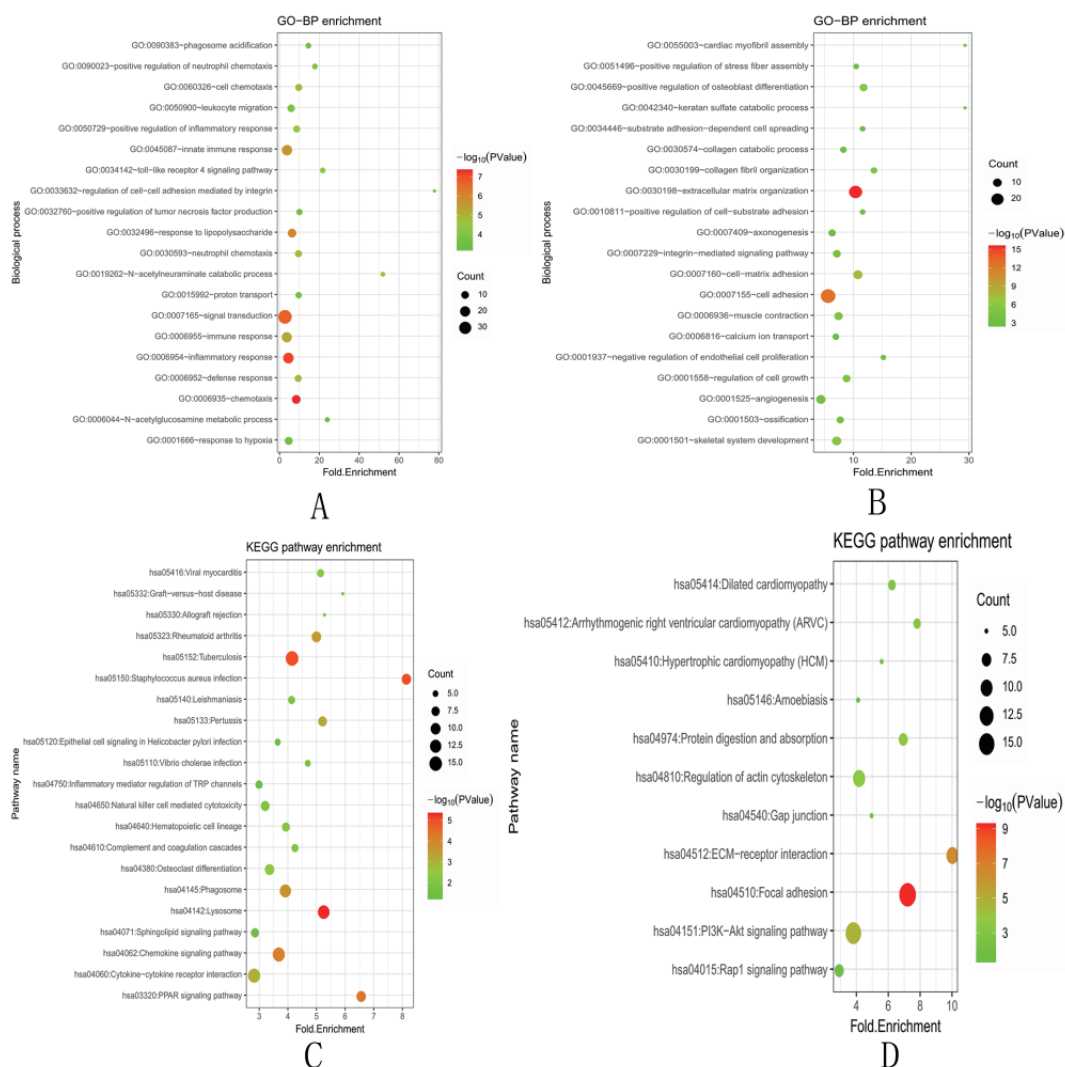 GO−BP enrichment
Biological process
GO:0090383~phagosome acidification
GO:0090023~positive regulation of neutrophil chemotaxis
GO:0060326~cell chemotaxis
GO:0050900~leukocyte migration
GO:0050729~positive regulation of inflammatory response
GO:0045087~innate immune response
GO:0034142~toll−like receptor 4 signaling pathway
GO:0033632~regulation of cell−cell adhesion mediated by integrin
GO:0032760~positive regulation of tumor necrosis factor production
GO:0032496~response to lipopolysaccharide
GO:0030593~neutrophil chemotaxis
GO:0019262~N−acetylneuraminate catabolic process
GO:0015992~proton transport
GO:0007165~signal transduction
GO:0006955~immune response
GO:0006954~inflammatory response
GO:0006952~defense response
GO:0006935~chemotaxis
GO:0006044~N−acetylglucosamine metabolic process
GO:0001666~response to hypoxia
0 20 40 60 80
Fold.Enrichment
−log10(PValue)
7
6
5
4
Count
10
20
30
A
GO−BP enrichment
Biological process
GO:0055003~cardiac myofibril assembly
GO:0051496~positive regulation of stress fiber assembly
GO:0045669~positive regulation of osteoblast differentiation
GO:0042340~keratan sulfate catabolic process
GO:0034446~substrate adhesion−dependent cell spreading
GO:0030574~collagen catabolic process
GO:0030199~collagen fibril organization
GO:0030198~extracellular matrix organization
GO:0010811~positive regulation of cell−substrate adhesion
GO:0007409~axonogenesis
GO:0007229~integrin−mediated signaling pathway
GO:0007160~cell−matrix adhesion
GO:0007155~cell adhesion
GO:0006936~muscle contraction
GO:0006816~calcium ion transport
GO:0001937~negative regulation of endothelial cell proliferation
GO:0001558~regulation of cell growth
GO:0001525~angiogenesis
GO:0001503~ossification
GO:0001501~skeletal system development
10 20 30
Fold.Enrichment
Count
10
20
−log10(PValue)
15
12
9
6
3
B
KEGG pathway enrichment
Pathway name
hsa05416:Viral myocarditis
hsa05332:Graft−versus−host disease
hsa05330:Allograft rejection
hsa05323:Rheumatoid arthritis
hsa05152:Tuberculosis
hsa05150:Staphylococcus aureus infection
hsa05140:Leishmaniasis
hsa05133:Pertussis
hsa05120:Epithelial cell signaling in Helicobacter pylori infection
hsa05110:Vibrio cholerae infection
hsa04750:Inflammatory mediator regulation of TRP channels
hsa04650:Natural killer cell mediated cytotoxicity
hsa04640:Hematopoietic cell lineage
hsa04610:Complement and coagulation cascades
hsa04380:Osteoclast differentiation
hsa04145:Phagosome
hsa04142:Lysosome
hsa04071:Sphingolipid signaling pathway
hsa04062:Chemokine signaling pathway
hsa04060:Cytokine−cytokine receptor interaction
hsa03320:PPAR signaling pathway
3 4 5 6 7 8
Fold.Enrichment
Count
5.0
7.5
10.0
12.5
15.0
−log10(PValue)
5
4
3
2
C
KEGG pathway enrichment
Pathway name
hsa05414:Dilated cardiomyopathy
hsa05412:Arrhythmogenic right ventricular cardiomyopathy (ARVC)
hsa05410:Hypertrophic cardiomyopathy (HCM)
hsa05146:Amoebiasis
hsa04974:Protein digestion and absorption
hsa04810:Regulation of actin cytoskeleton
hsa04540:Gap junction
hsa04512:ECM−receptor interaction
hsa04510:Focal adhesion
hsa04151:PI3K−Akt signaling pathway
hsa04015:Rap1 signaling pathway
4 6 8 10
Fold.Enrichment
Count
5.0
7.5
10.0
12.5
15.0
−log10(PValue)
9
7
5
3
D